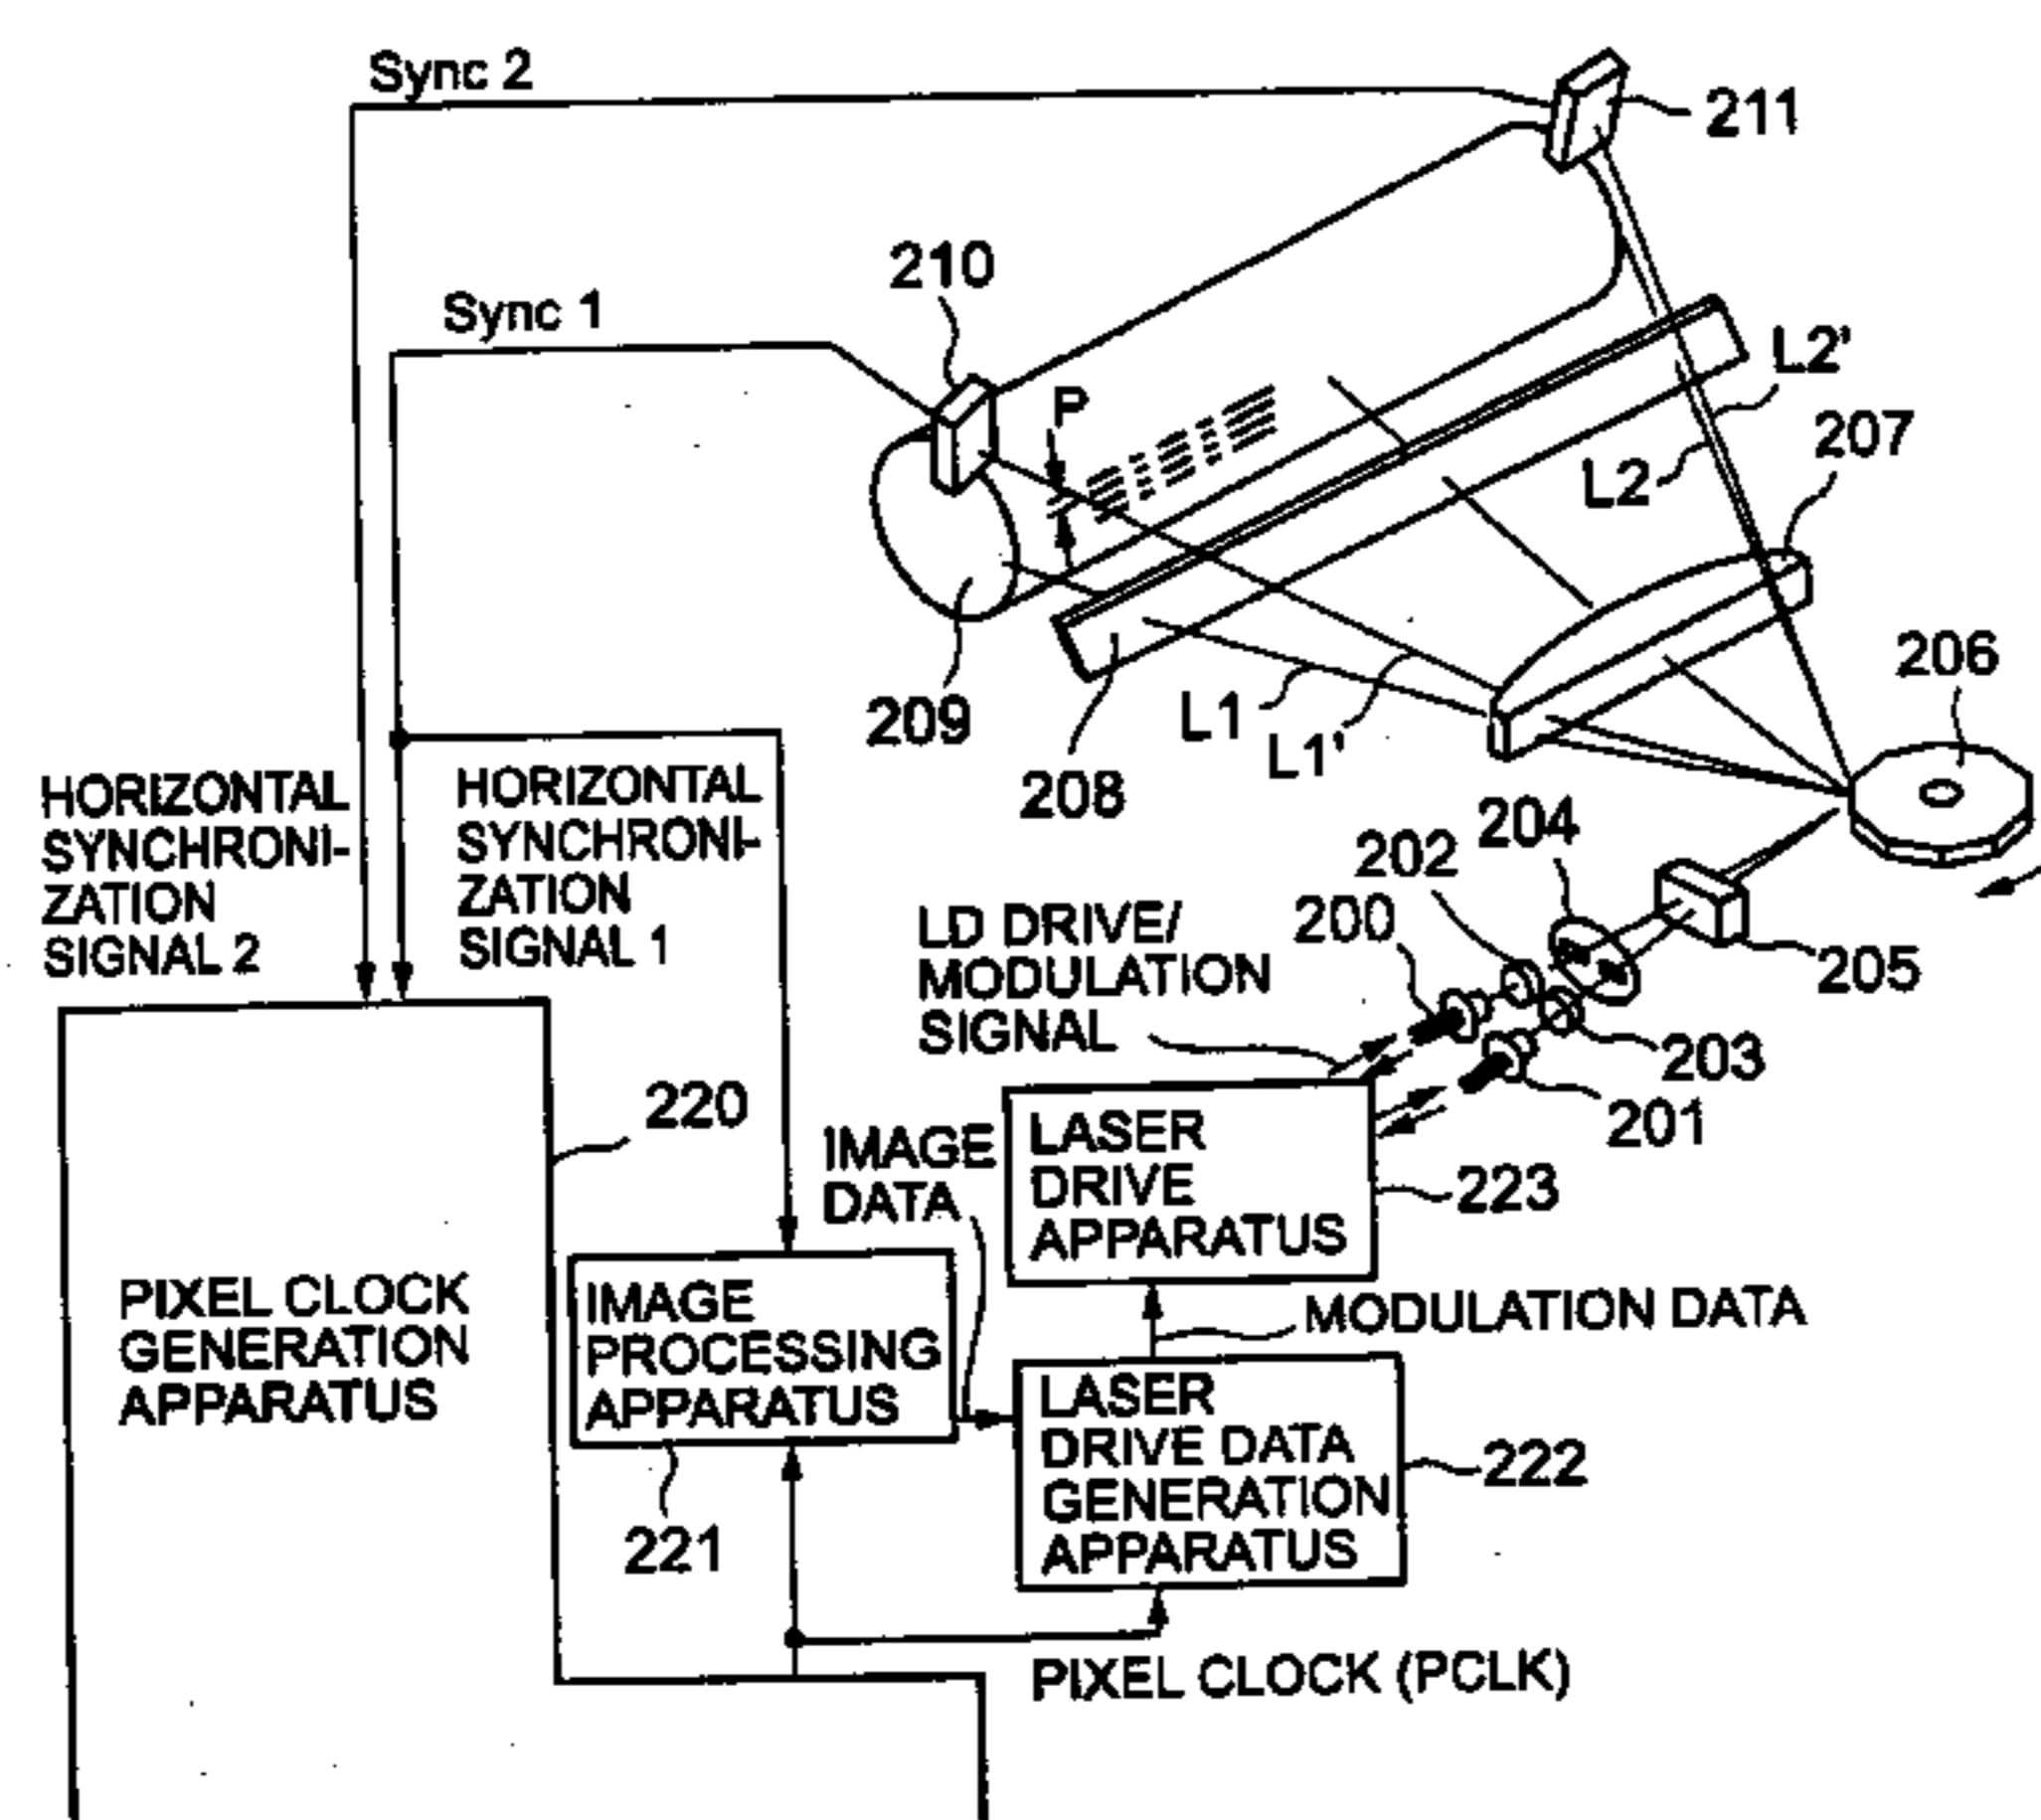 Sync 2
211
210
Sync 1
P
L2'
207
L2
206
209
L1
L1'
208
HORIZONTAL
SYNCHRONI-
ZATION
SIGNAL 2
HORIZONTAL
SYNCHRONI-
ZATION
SIGNAL 1
204
202
200
LD DRIVE/
MODULATION
SIGNAL
205
203
201
220
IMAGE
DATA
LASER
DRIVE
APPARATUS
223
PIXEL CLOCK
GENERATION
APPARATUS
IMAGE
PROCESSING
APPARATUS
MODULATION DATA
LASER
DRIVE DATA
GENERATION
APPARATUS
222
221
PIXEL CLOCK (PCLK)